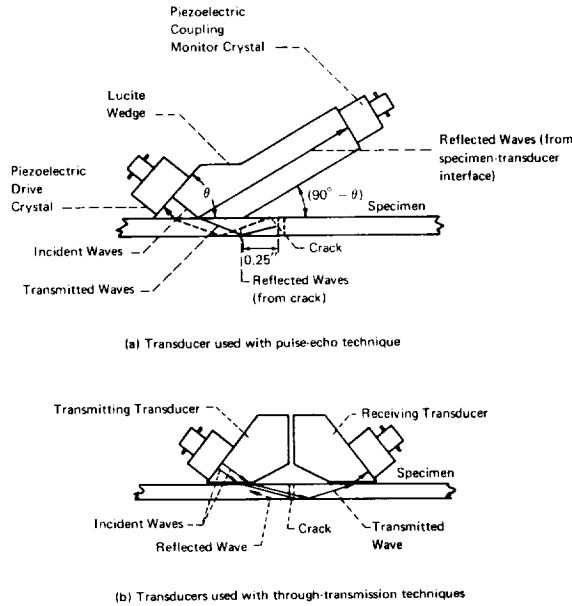 Piezoelectric
Coupling
Monitor Crystal
Lucite
Wedge
Reflected Waves (from
specimen-transducer
interface)
Piezoelectric
Drive
Crystal
θ
(90° − θ)
Specimen
Incident Waves
Crack
0.25"
Transmitted Waves
Reflected Waves
(from crack)
(a) Transducer used with pulse-echo technique
Transmitting Transducer
Receiving Transducer
Specimen
Incident Waves
Crack
Transmitted
Wave
Reflected Wave
(b) Transducers used with through-transmission techniques